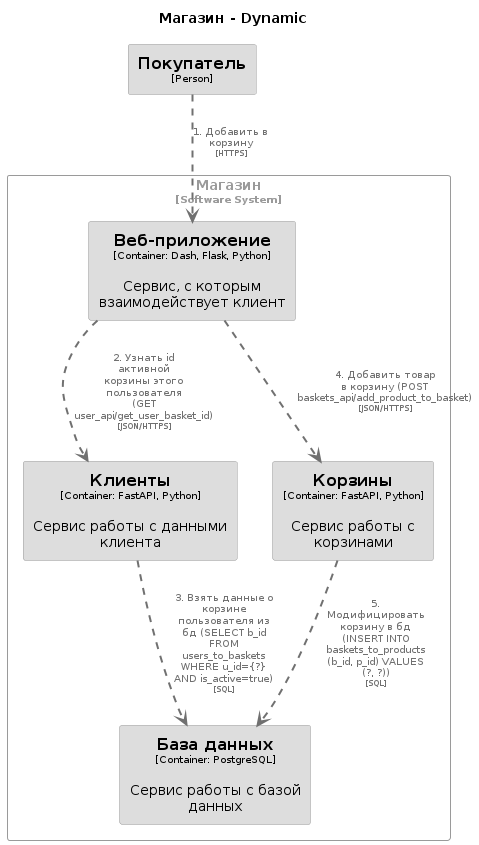 Магазин - Dynamic
Покупатель
[Person]
1. Добавить в
корзину
[HTTPS]
Магазин
[Software System]
Веб-приложение
[Container: Dash, Flask, Python]
Сервис, с которым
взаимодействует клиент
2. Узнать id
активной
корзины этого
пользователя
(GET
user_api/get_user_basket_id)
[JSON/HTTPS]
4. Добавить товар
в корзину (POST
baskets_api/add_product_to_basket)
[JSON/HTTPS]
Клиенты
[Container: FastAPI, Python]
Сервис работы с данными
клиента
Корзины
[Container: FastAPI, Python]
Сервис работы с
корзинами
3. Взять данные о
корзине
пользователя из
бд (SELECT b_id
FROM
users_to_baskets
WHERE u_id={?}
AND is_active=true)
[SQL]
5.
Модифицировать
корзину в бд
(INSERT INTO
baskets_to_products
(b_id, p_id) VALUES
(?, ?))
[SQL]
База данных
[Container: PostgreSQL]
Сервис работы с базой
данных